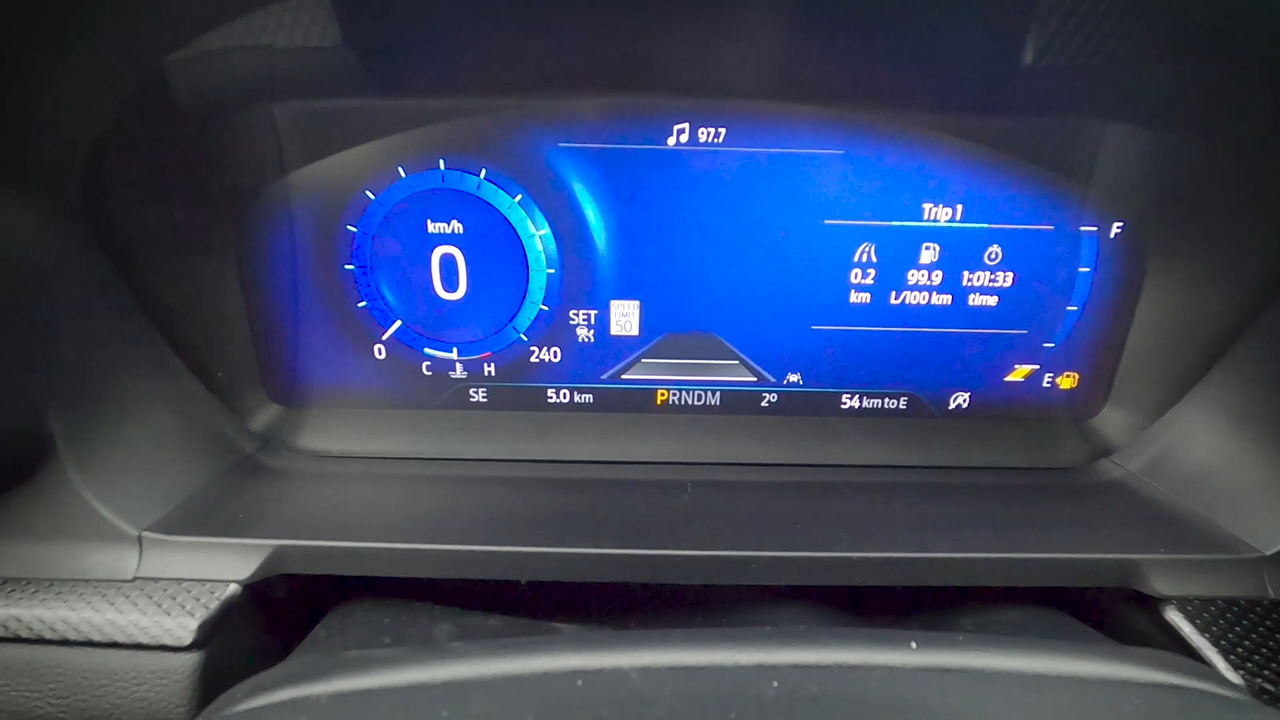 97.7
km/h
0
0
240
C H
SET
SPEED
LIMIT
50
Trip 1
0.2 99.9 1:01:33
km L/100 km time
F
E
SE 5.0 km PRNDM 2º 54 km to E